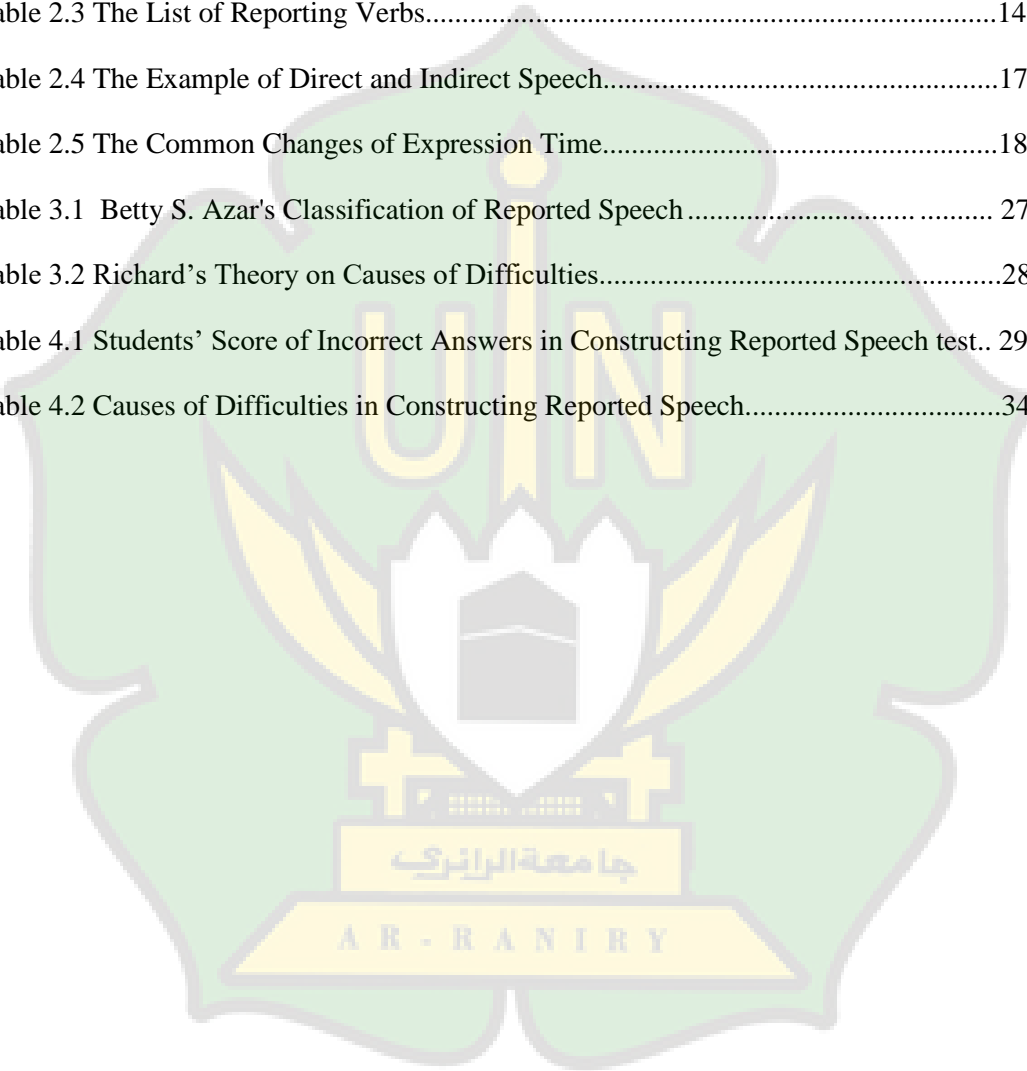 able 2.3 The List of Reporting Verbs....................................................................................................14
able 2.4 The Example of Direct and Indirect Speech.......................................................................17
able 2.5 The Common Changes of Expression Time.......................................................................18
able 3.1  Betty S. Azar's Classification of Reported Speech ....................................... .......... 27
able 3.2 Richard’s Theory on Causes of Difficulties.......................................................................28
able 4.1 Students’ Score of Incorrect Answers in Constructing Reported Speech test.. 29
able 4.2 Causes of Difficulties in Constructing Reported Speech..................................................34
UIN
جامعة الرانري
AR-RANIRY